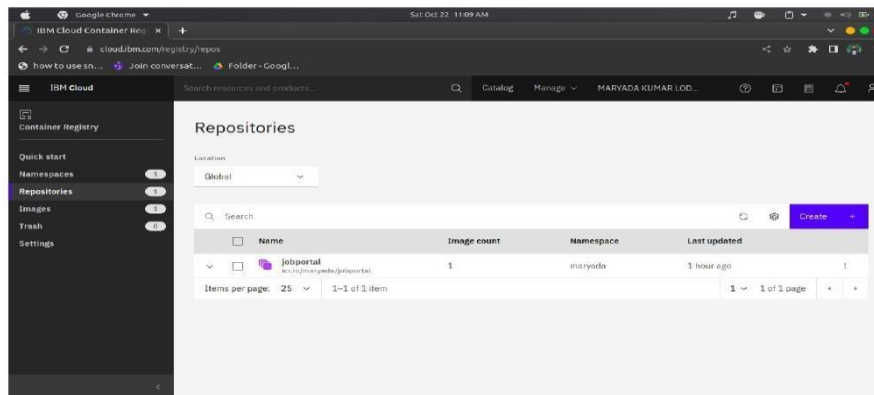 Google Chrome
Sat Oct 22 11:09 AM
IBM Cloud Container Reg
cloud.ibm.com/registry/repos
how to use sn... Join conversat... Folder - Googl...
IBM Cloud
Search resources and products...
Catalog Manage MARYADA KUMAR LOD...
Container Registry
Repositories
Quick start
Location
Namespaces 1
Global
Repositories 1
Images 1
Search
Create +
Trash 0
Settings
Name Image count Namespace Last updated
jobportal 1 maryada 1 hour ago
icr.io/maryada/jobportal
Items per page: 25 1–1 of 1 item 1 1 of 1 page